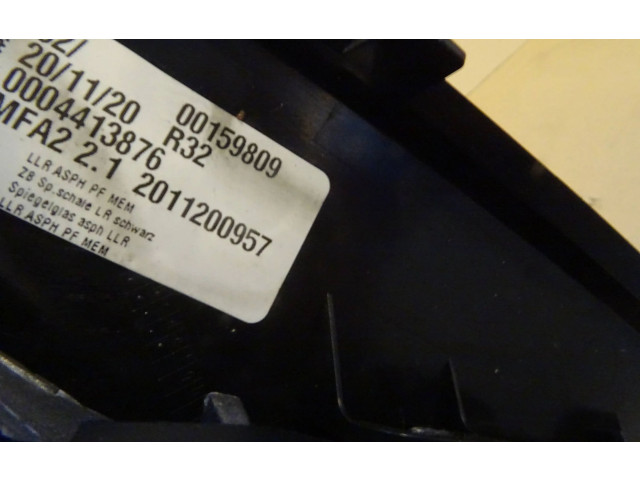 20/11/20 00159809
0004413876 R32
MFA2 2.1 2011200957
LLR ASPH PF MEM
ZB Sp.schale LR schwarz
Spiegelglas asph LLR
LLR ASPH PF MEM